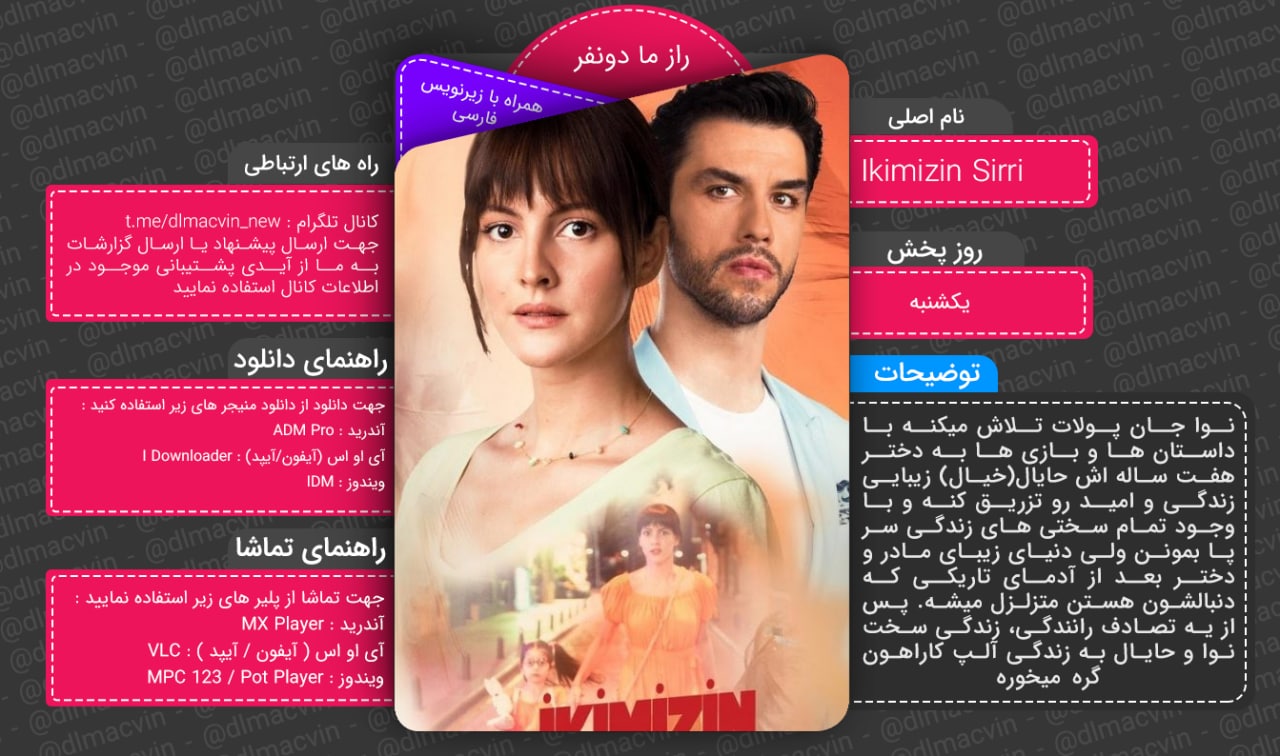 راز ما دونفر
همراه با زیرنویس
فارسی
نام اصلی
Ikimizin Sirri
روز پخش
یکشنبه
توضیحات
نوا جان پولات تلاش میکنه با
داستان ها و بازی ها به دختر
هفت ساله اش حایال(خیال) زیبایی
زندگی و امید رو تزریق کنه و با
وجود تمام سختی های زندگی سر
پا بمونن ولی دنیای زیبای مادر و
دختر بعد از آدمای تاریکی که
دنبالشون هستن متزلزل میشه. پس
از یه تصادف رانندگی، زندگی سخت
نوا و حایال به زندگی آلپ کاراهون
گره میخوره
راه های ارتباطی
کانال تلگرام : t.me/dlmacvin_new
جهت ارسال پیشنهاد یا ارسال گزارشات
به ما از آیدی پشتیبانی موجود در
اطلاعات کانال استفاده نمایید
راهنمای دانلود
جهت دانلود از دانلود منیجر های زیر استفاده کنید :
آندرید : ADM Pro
آی او اس (آیفون/آیپد) : I Downloader
ویندوز : IDM
راهنمای تماشا
جهت تماشا از پلیر های زیر استفاده نمایید :
آندرید : MX Player
آی او اس ( آیفون / آیپد ) : VLC
ویندوز : MPC 123 / Pot Player
İKİMİZİN
@dlmacvin - @dlmacvin - @dlmacvin - @dlmacvin